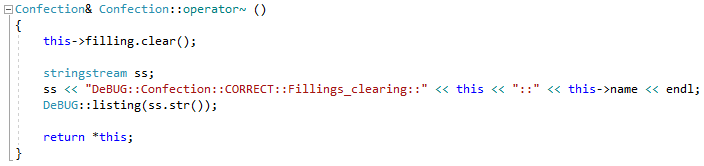 Confection& Confection::operator~ ()
{
this->filling.clear();
stringstream ss;
ss << "DeBUG::Confection::CORRECT::Fillings_clearing::" << this << "::" << this->name << endl;
DeBUG::listing(ss.str());
return *this;
}